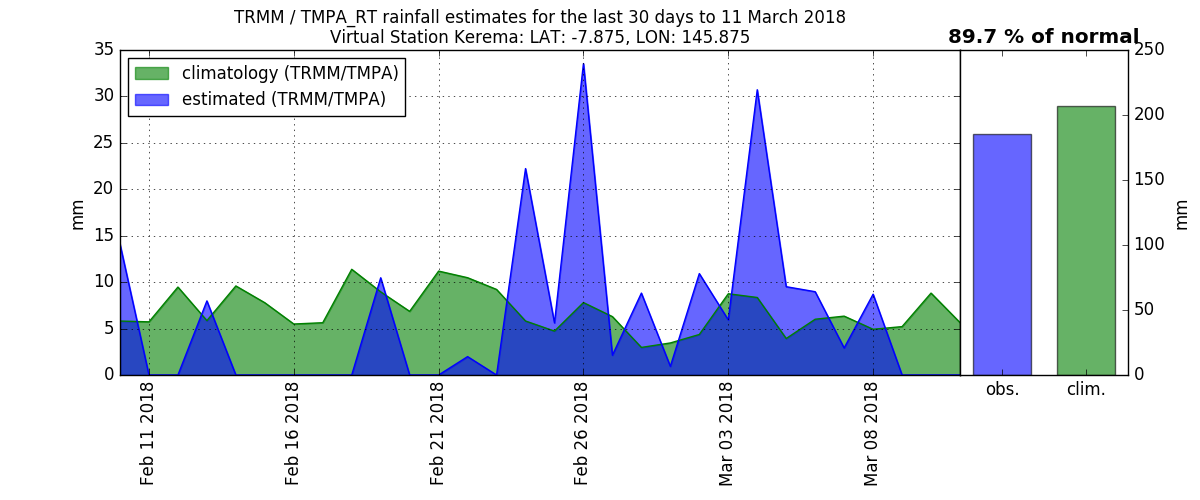 TRMM / TMPA_RT rainfall estimates for the last 30 days to 11 March 2018
Virtual Station Kerema: LAT: -7.875, LON: 145.875
89.7 % of normal
climatology (TRMM/TMPA)
estimated (TRMM/TMPA)
35
30
25
20
15
10
5
0
mm
Feb 11 2018
Feb 16 2018
Feb 21 2018
Feb 26 2018
Mar 03 2018
Mar 08 2018
obs.
clim.
250
200
150
100
50
0
mm